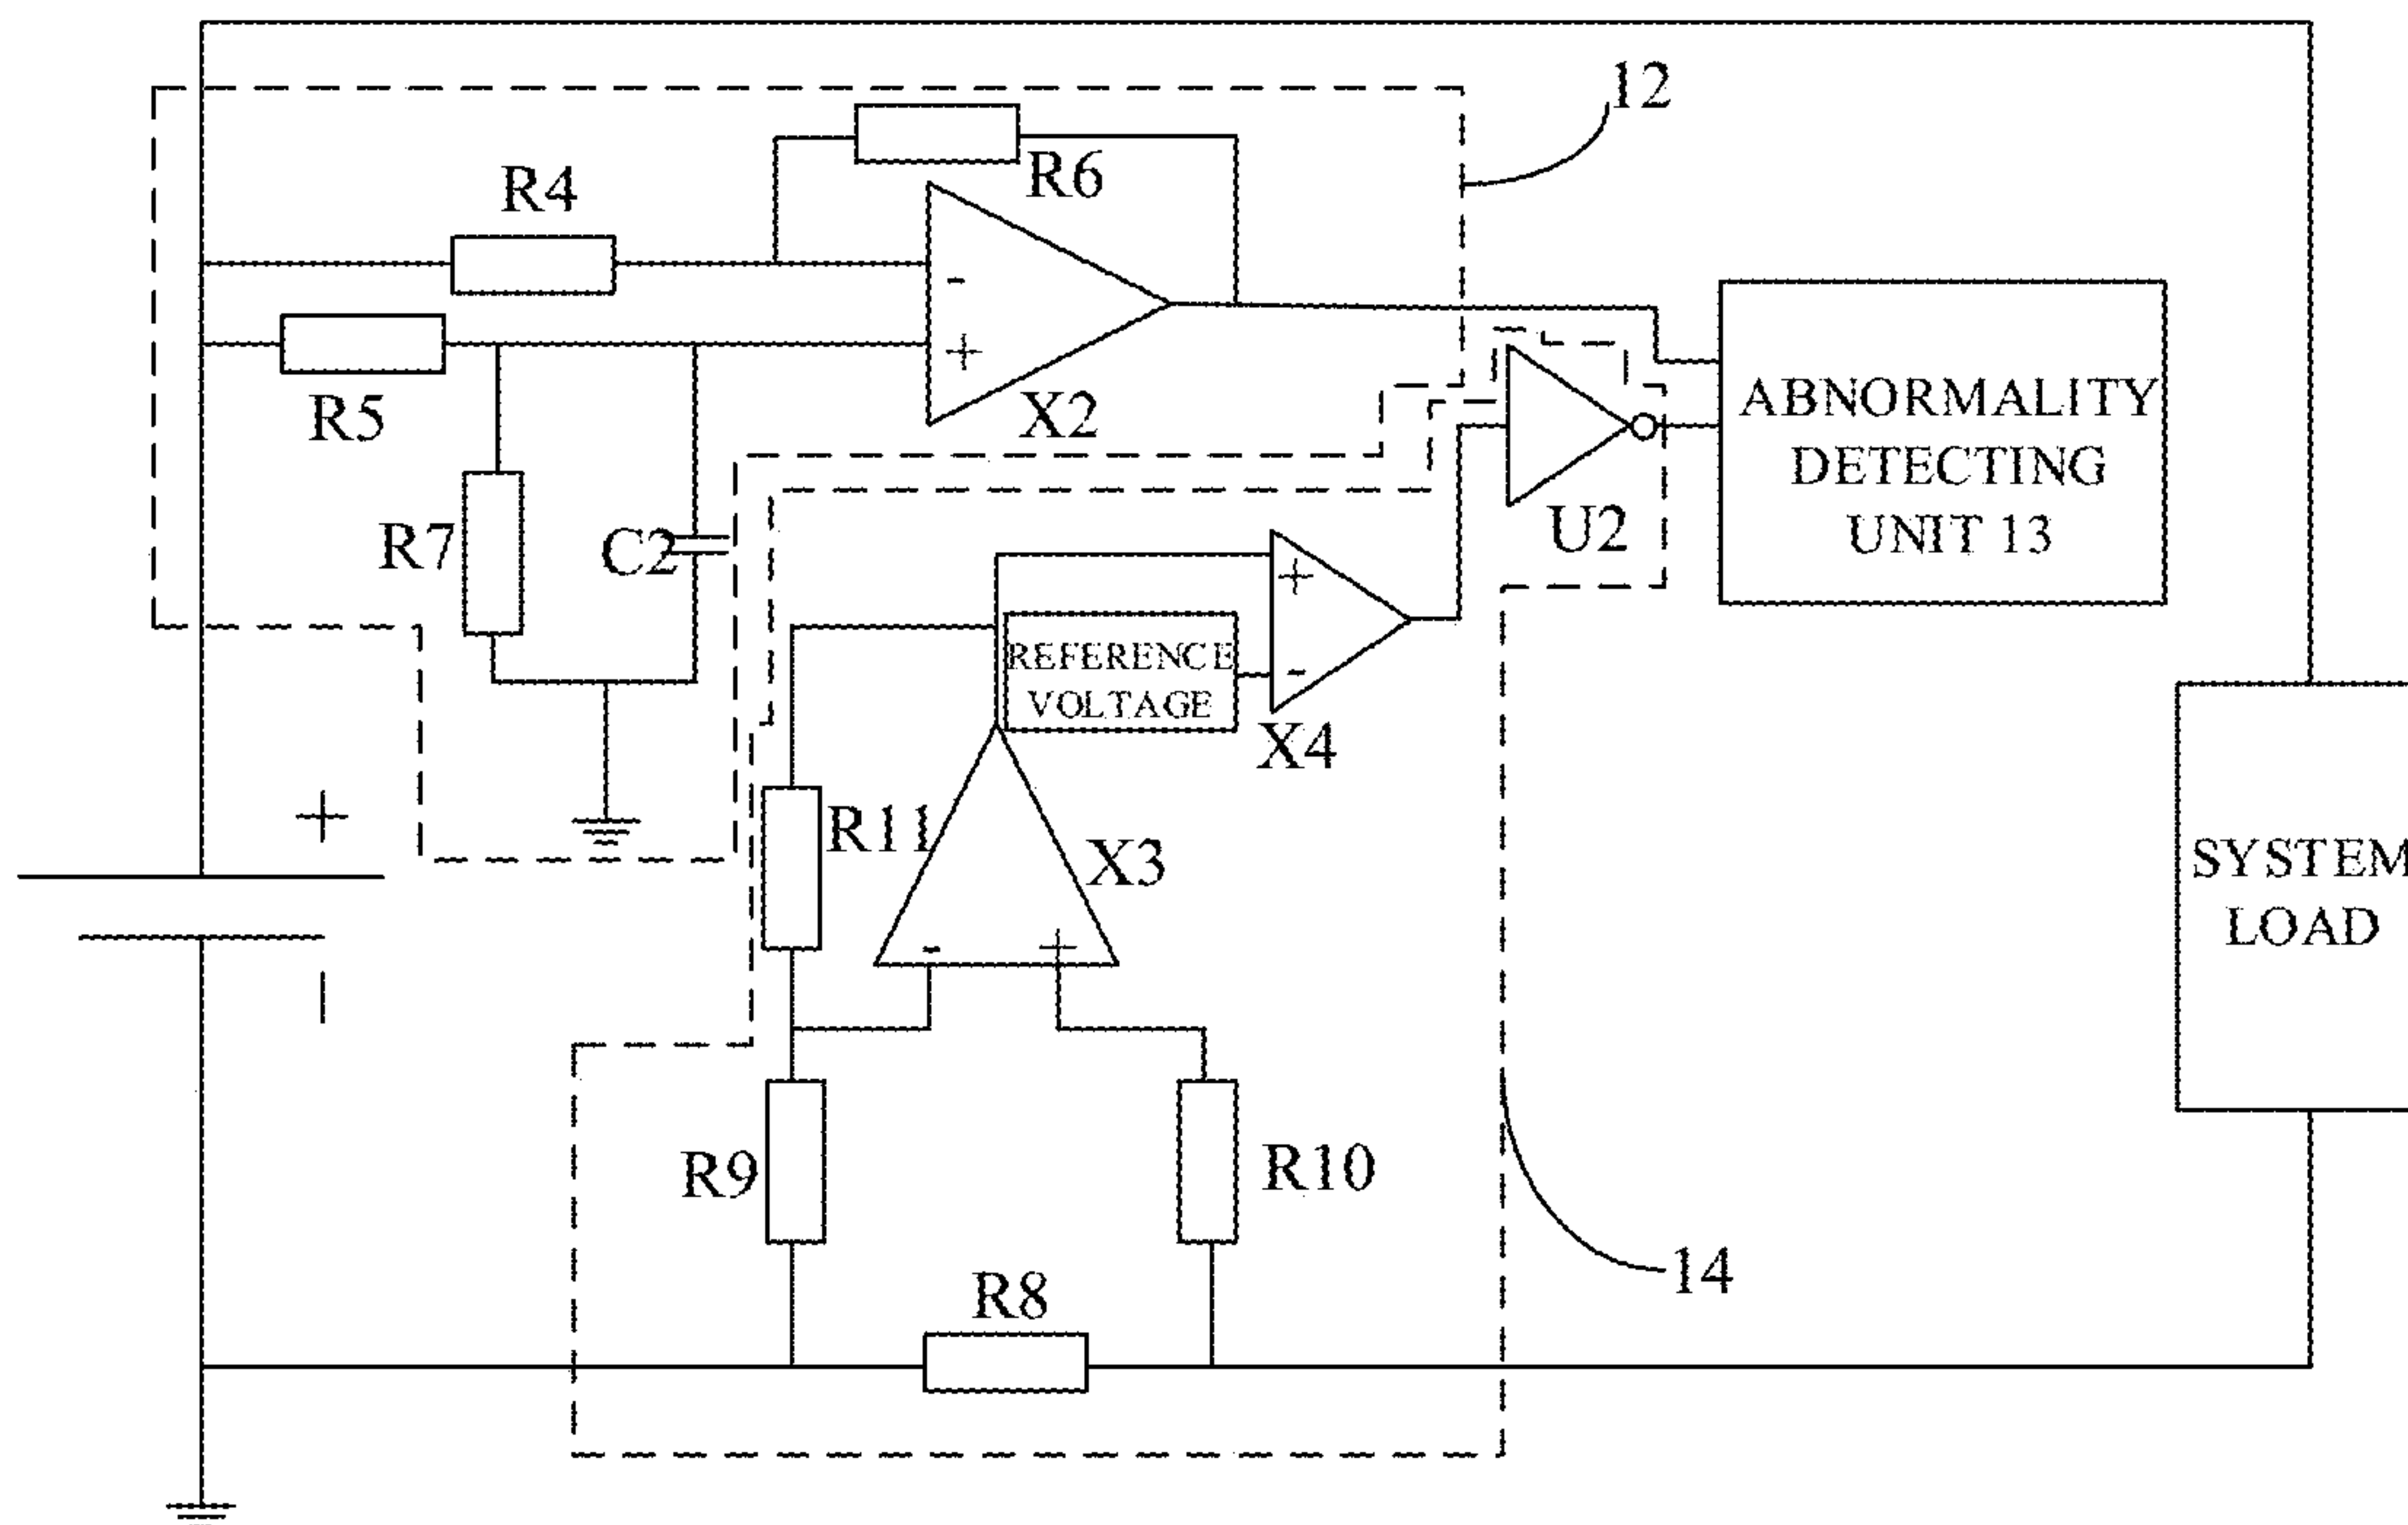 12
R6
R4
-
+
R5
X2
ABNORMALITY
DETECTING
UNIT 13
R7
C2
U2
+
-
REFERENCE
VOLTAGE
X4
+
R11
X3
SYSTEM
LOAD
-
+
R9
R10
R8
14